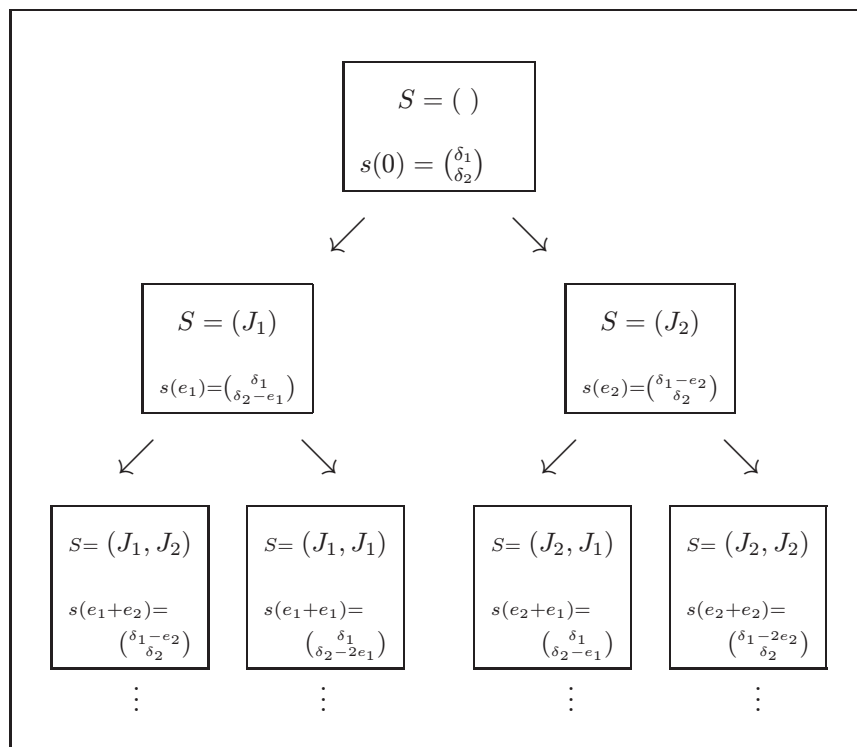 S = ( )
s(0) = (δ₁ δ₂)
S = (J₁)
s(e₁)=(δ₁ δ₂−e₁)
S = (J₂)
s(e₂)=(δ₁−e₂ δ₂)
S= (J₁, J₂)
s(e₁+e₂)=
(δ₁−e₂ δ₂)
S= (J₁, J₁)
s(e₁+e₁)=
(δ₁ δ₂−2e₁)
S= (J₂, J₁)
s(e₂+e₁)=
(δ₁ δ₂−e₁)
S= (J₂, J₂)
s(e₂+e₂)=
(δ₁−2e₂ δ₂)